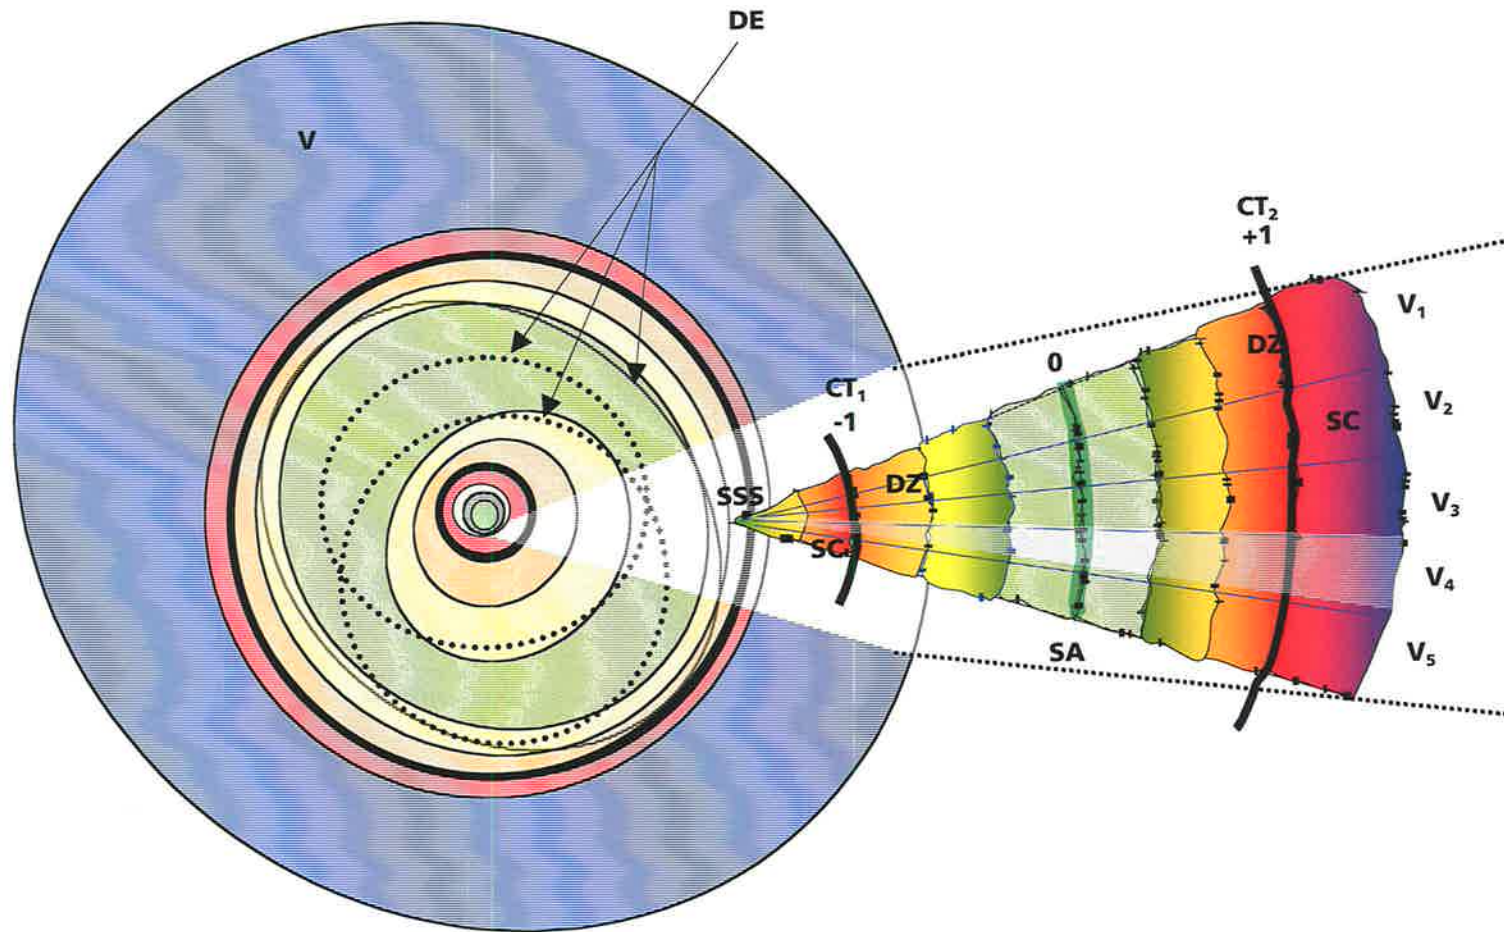 DE
V
CT₂
+1
V₁
DZ
0
CT₁
-1
V₂
SC
DZ
SSS
V₃
SC
V₄
SA
V₅